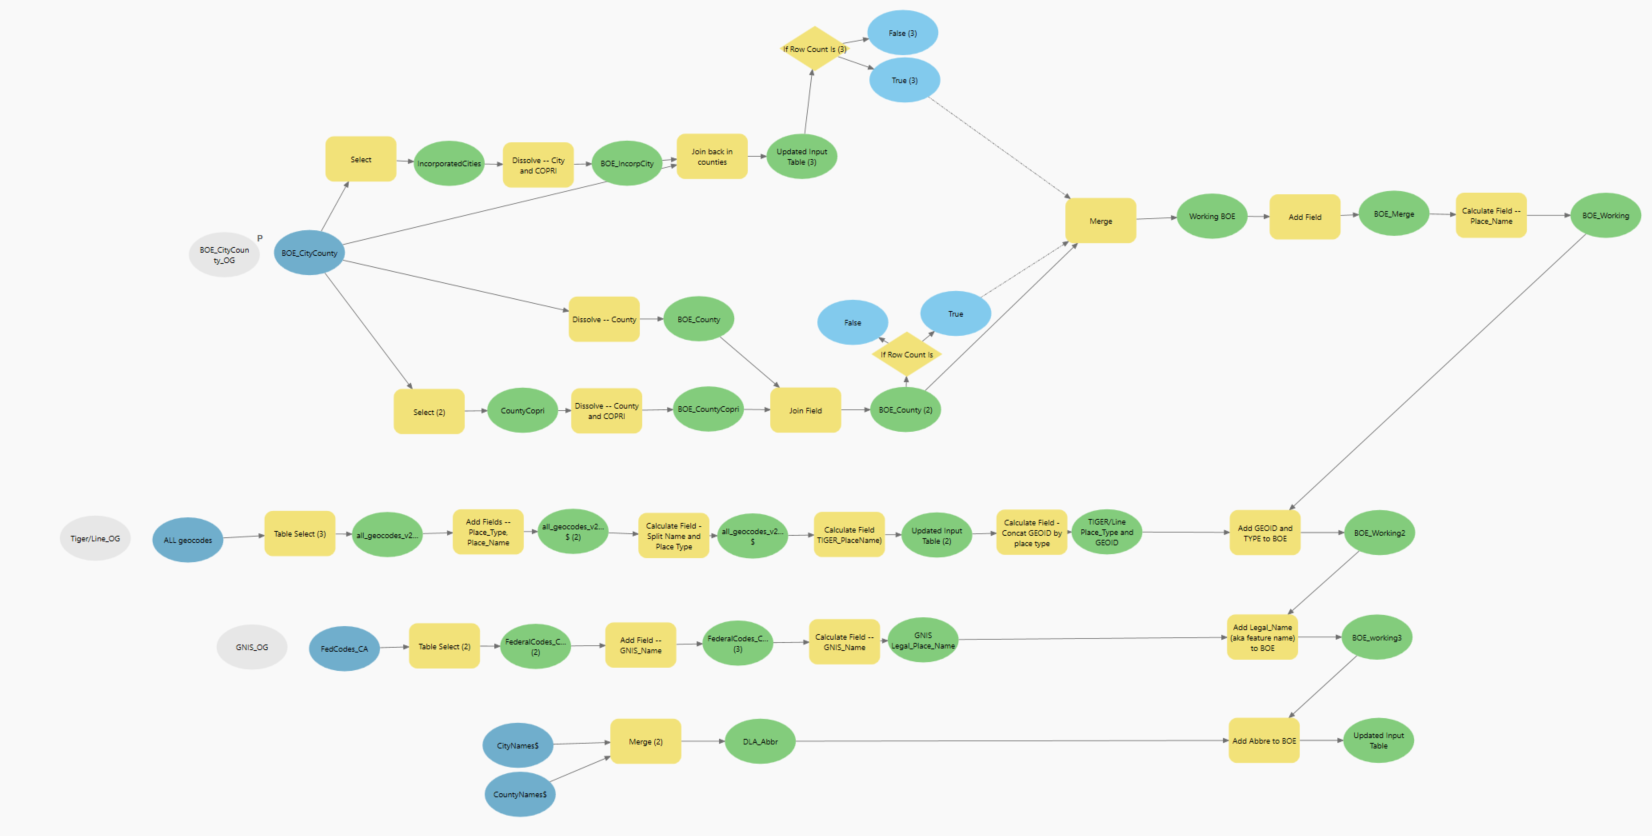 False (3)
If Row Count Is (3)
True (3)
Select
IncorporatedCities
Dissolve -- City
and COPRI
BOE_IncorpCity
Join back in
counties
Updated Input
Table (3)
Merge
Working BOE
Add Field
BOE_Merge
Calculate Field --
Place_Name
BOE_Working
P
BOE_CityCoun
ty_OG
BOE_CityCounty
Dissolve -- County
BOE_County
False
True
If Row Count Is
Select (2)
CountyCopri
Dissolve -- County
and COPRI
BOE_CountyCopri
Join Field
BOE_County (2)
Tiger/Line_OG
ALL geocodes
Table Select (3)
all_geocodes_v2...
Add Fields --
Place_Type,
Place_Name
all_geocodes_v2...
$ (2)
Calculate Field -
Split Name and
Place Type
all_geocodes_v2...
$
Calculate Field
TIGER_PlaceName)
Updated Input
Table (2)
Calculate Field -
Concat GEOID by
place type
TIGER/Line
Place_Type and
GEOID
Add GEOID and
TYPE to BOE
BOE_Working2
GNIS_OG
FedCodes_CA
Table Select (2)
FederalCodes_C...
(2)
Add Field --
GNIS_Name
FederalCodes_C...
(3)
Calculate Field --
GNIS_Name
GNIS
Legal_Place_Name
Add Legal_Name
(aka feature name)
to BOE
BOE_working3
CityNames$
CountyNames$
Merge (2)
DLA_Abbr
Add Abbre to BOE
Updated Input
Table